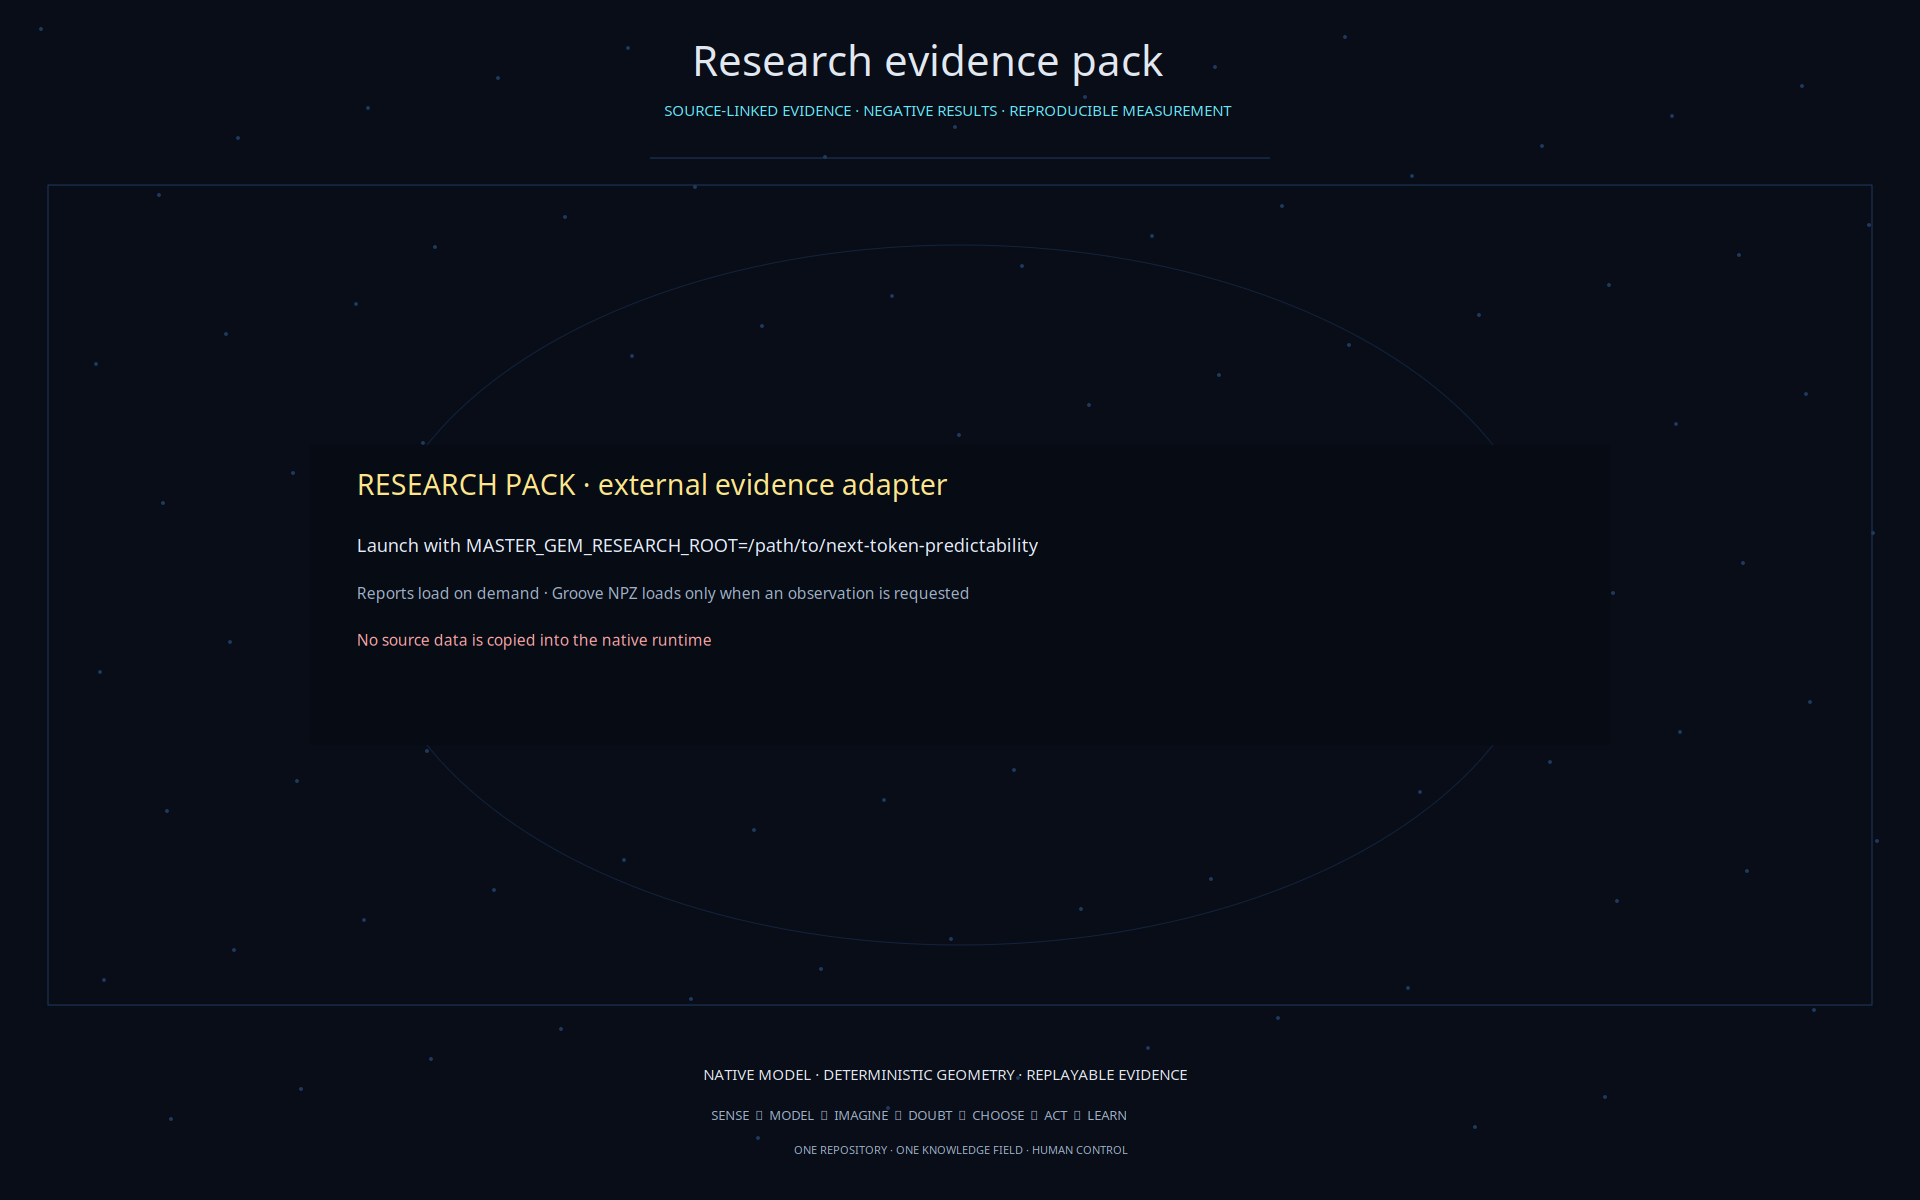 Research evidence pack
SOURCE-LINKED EVIDENCE · NEGATIVE RESULTS · REPRODUCIBLE MEASUREMENT
RESEARCH PACK · external evidence adapter
Launch with MASTER_GEM_RESEARCH_ROOT=/path/to/next-token-predictability
Reports load on demand · Groove NPZ loads only when an observation is requested
No source data is copied into the native runtime
NATIVE MODEL · DETERMINISTIC GEOMETRY · REPLAYABLE EVIDENCE
SENSE ▯ MODEL ▯ IMAGINE ▯ DOUBT ▯ CHOOSE ▯ ACT ▯ LEARN
ONE REPOSITORY · ONE KNOWLEDGE FIELD · HUMAN CONTROL